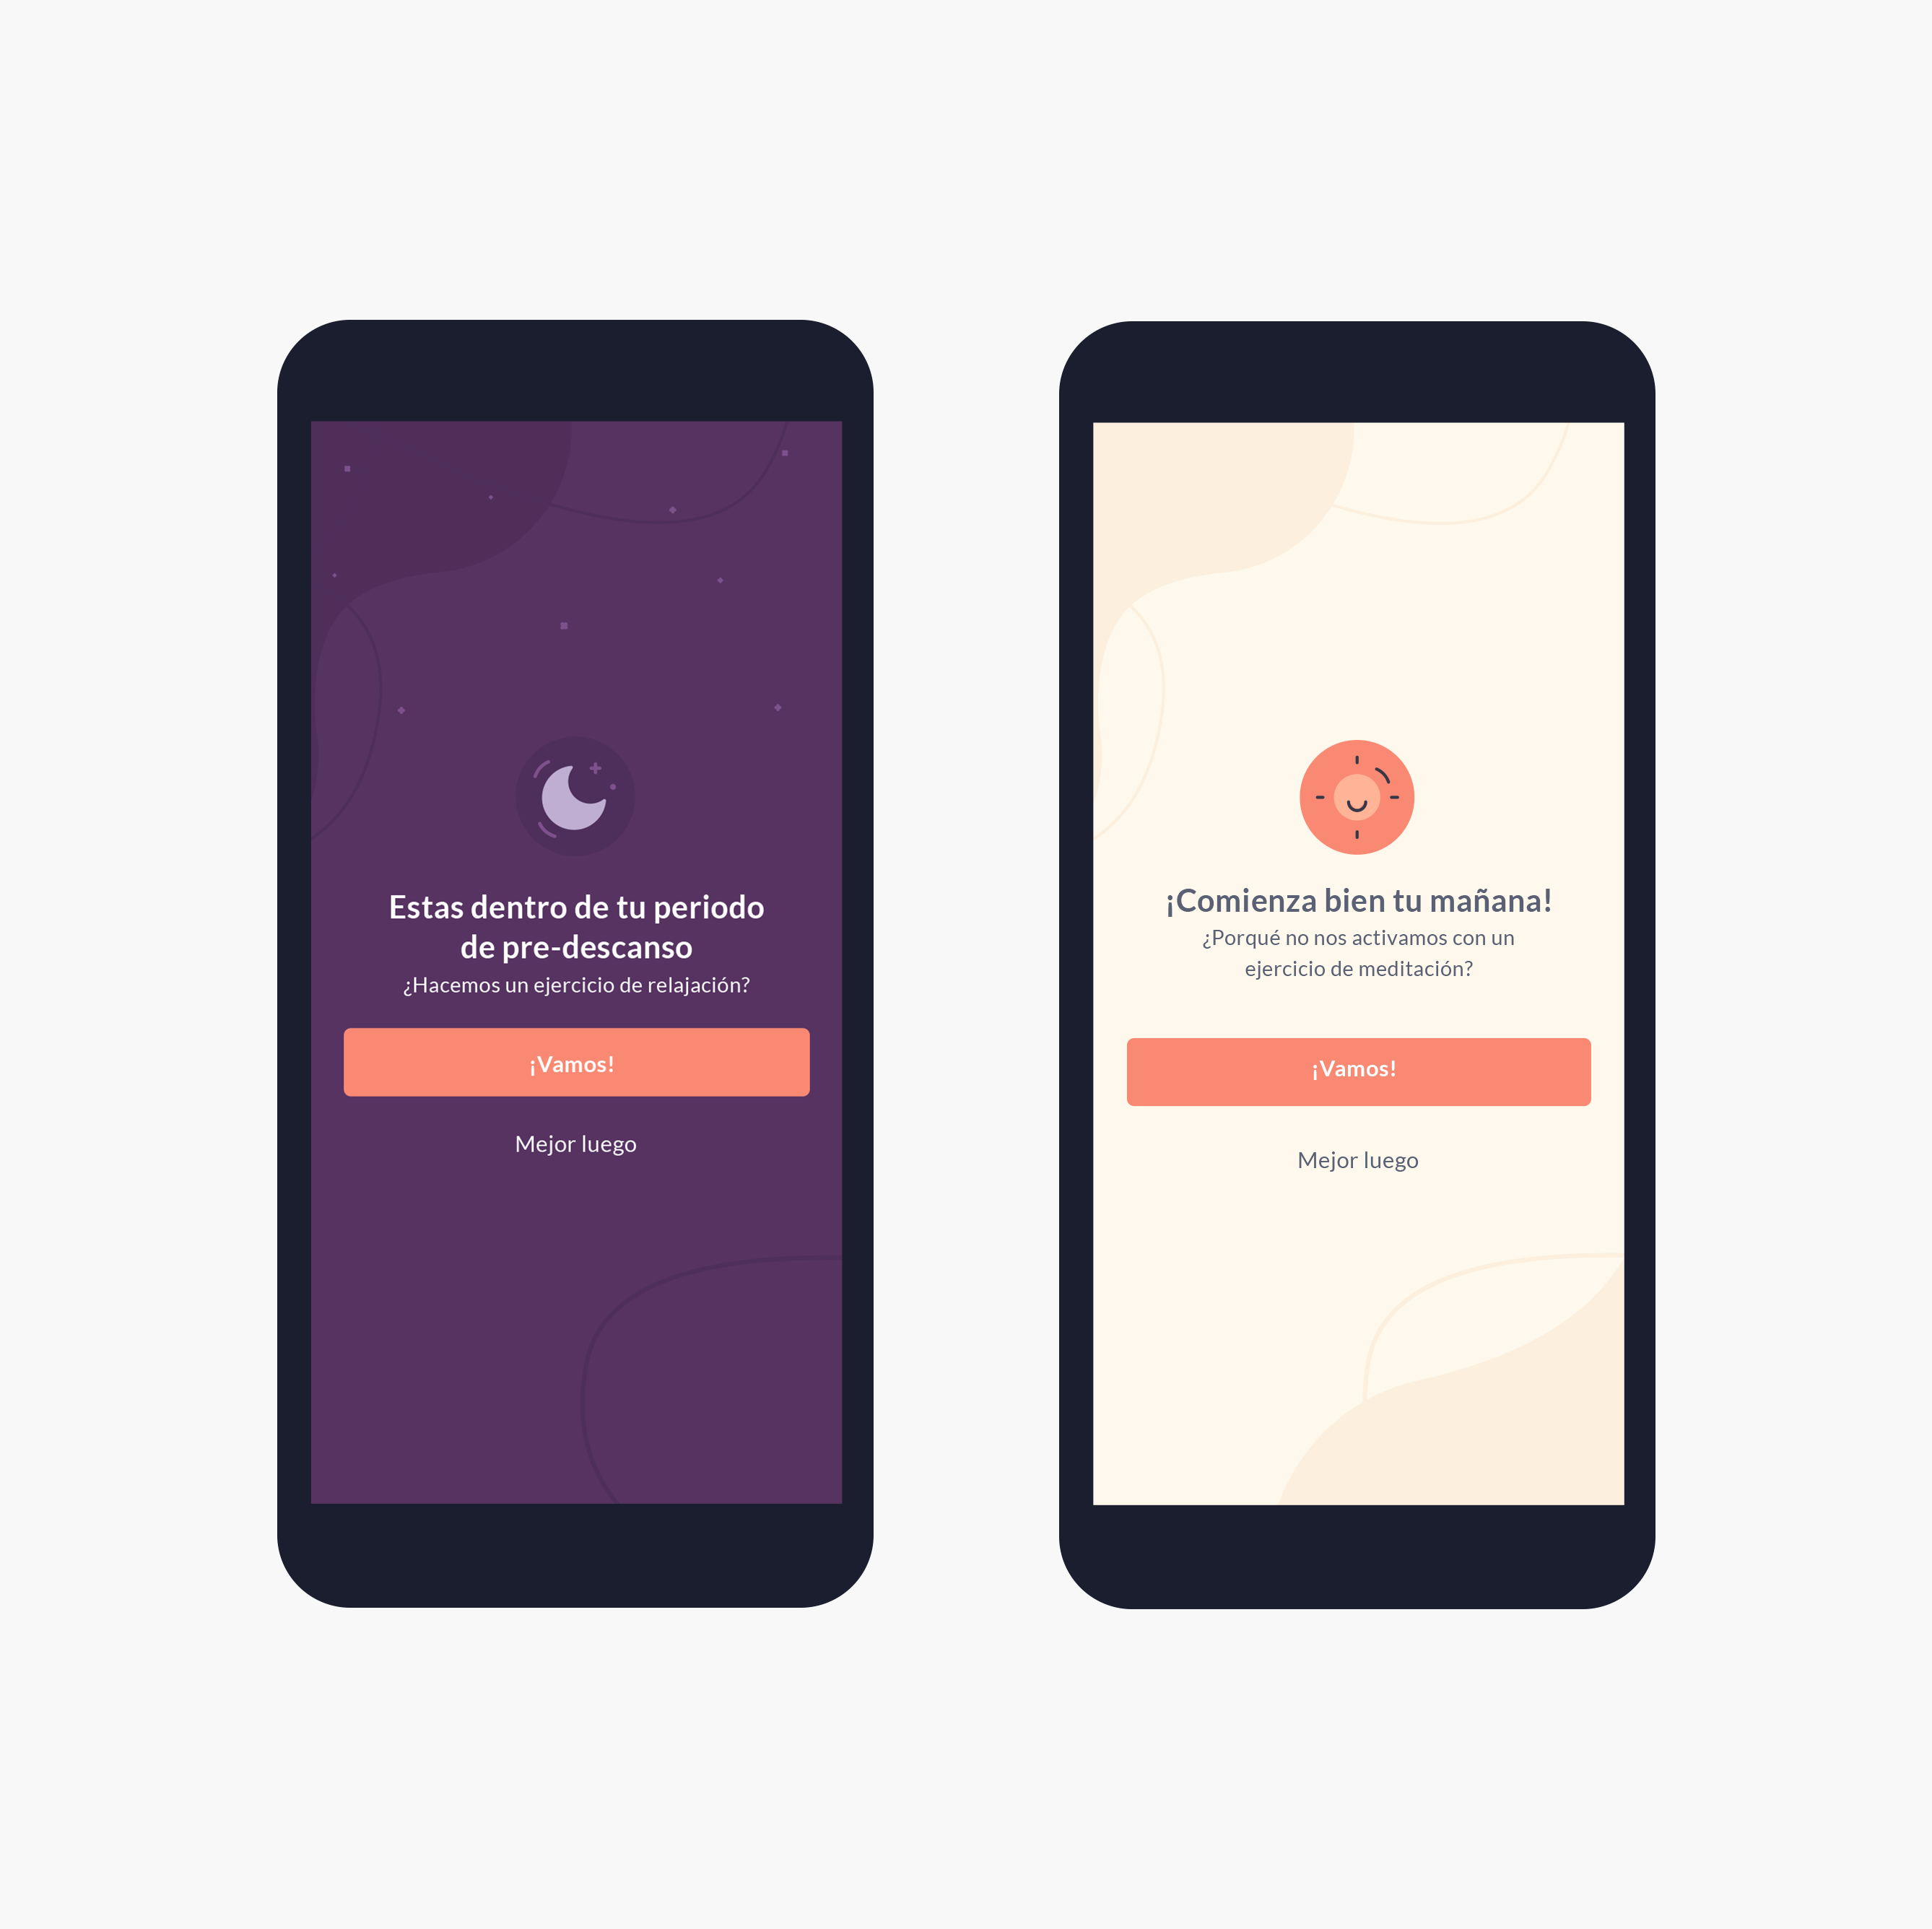 Estas dentro de tu periodo
de pre-descanso
¿Hacemos un ejercicio de relajación?
¡Vamos!
Mejor luego
¡Comienza bien tu mañana!
¿Porqué no nos activamos con un
ejercicio de meditación?
¡Vamos!
Mejor luego